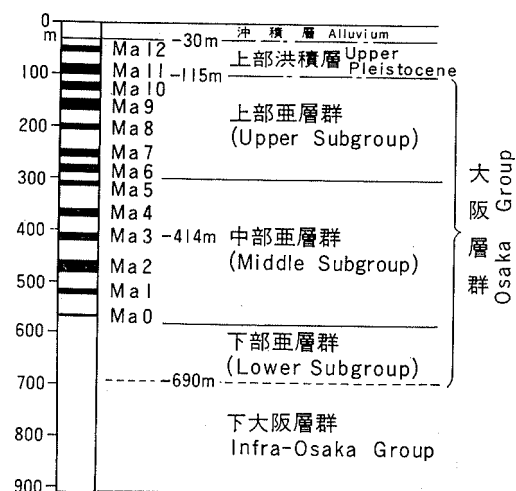 0
m
100
200
300
400
500
600
700
800
900
Ma12
Ma11
Ma10
Ma9
Ma8
Ma7
Ma6
Ma5
Ma4
Ma3
Ma2
Ma1
Ma0
-30m
-115m
-414m
-690m
沖積層 Alluvium
上部洪積層 Upper
Pleistocene
上部亜層群
(Upper Subgroup)
中部亜層群
(Middle Subgroup)
下部亜層群
(Lower Subgroup)
下大阪層群
Infra-Osaka Group
大阪層群
Osaka Group